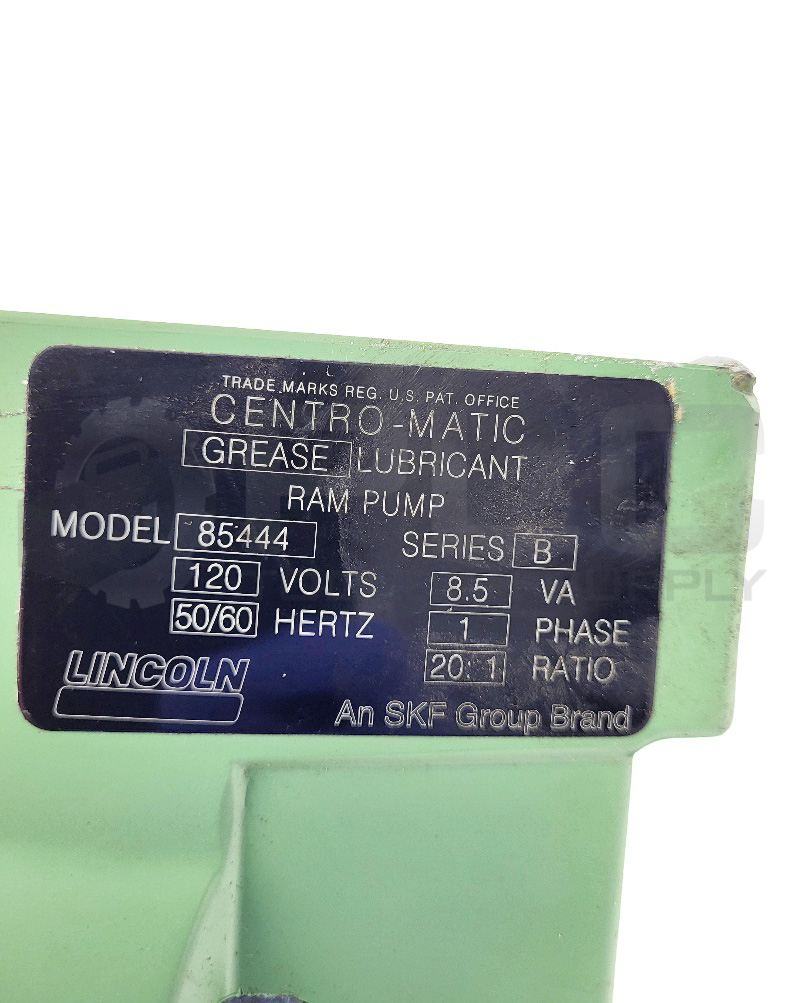 TRADE MARKS REG. U.S. PAT. OFFICE
CENTRO-MATIC
GREASE LUBRICANT
RAM PUMP
MODEL 85444 SERIES B
120 VOLTS 8.5 VA
50/60 HERTZ 1 PHASE
20:1 RATIO
LINCOLN
An SKF Group Brand